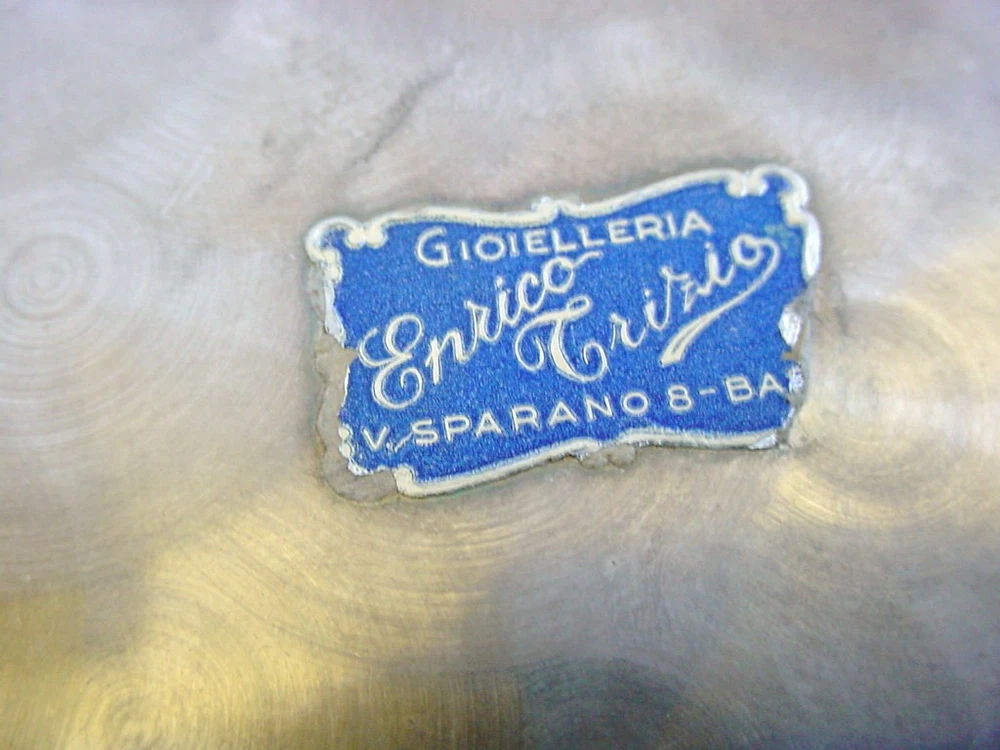 GIOIELLERIA
Enrico
Trizio
V. SPARANO 8-BA